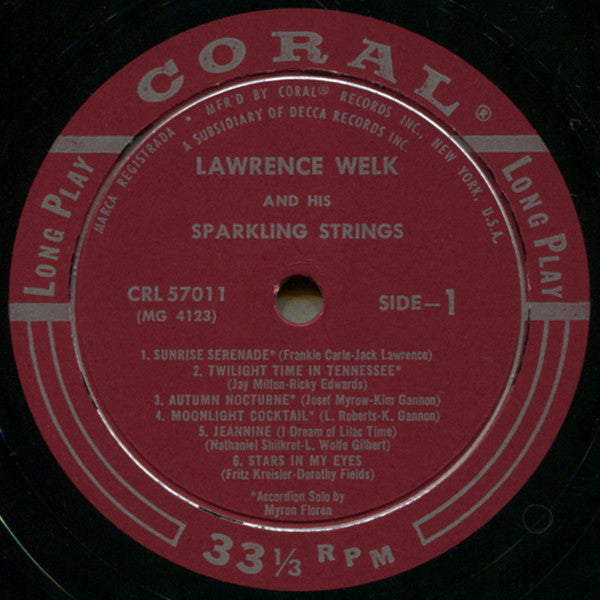 CORAL®
LONG PLAY
LONG PLAY
MARCA REGISTRADA • MFR'D BY CORAL® RECORDS INC., NEW YORK, U.S.A.
A SUBSIDIARY OF DECCA RECORDS INC.
LAWRENCE WELK
AND HIS
SPARKLING STRINGS
CRL 57011
(MG 4123)
SIDE—1
1. SUNRISE SERENADE* (Frankie Carle-Jack Lawrence)
2. TWILIGHT TIME IN TENNESSEE*
(Jay Milton-Ricky Edwards)
3. AUTUMN NOCTURNE* (Josef Myrow-Kim Gannon)
4. MOONLIGHT COCKTAIL* (L. Roberts-K. Gannon)
5. JEANNINE (I Dream of Lilac Time)
(Nathaniel Shilkret-L. Wolfe Gilbert)
6. STARS IN MY EYES
(Fritz Kreisler-Dorothy Fields)
*Accordion Solo by
Myron Floren
33 1/3 RPM